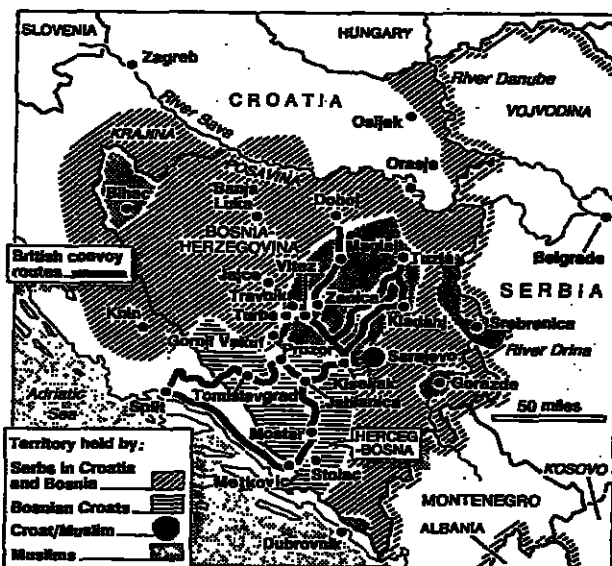 SLOVENIA
HUNGARY
Zagreb
River Danube
CROATIA
VOJVODINA
River Sava
Osijek
KRAJINA
Orasje
POSAVINA
Bihac
Banja
Luka
Doboj
BOSNIA-
HERZEGOVINA
Maglaj
Tuzla
Belgrade
British convoy
routes
Vitez
Jajce
SERBIA
Travnik
Zenica
Knin
Turbe
Kladanj
Srebrenica
Gornji Vakuf
Prozor
Sarajevo
River Drina
Kiseljak
Adriatic
Sea
Gorazde
Tomislavgrad
Jablanica
Split
50 miles
Mostar
HERCEG-
BOSNA
Territory held by:
Serbs in Croatia
and Bosnia
Bosnian Croats
Croat/Muslim
Muslims
Stolac
KOSOVO
Metkovic
MONTENEGRO
ALBANIA
Dubrovnik